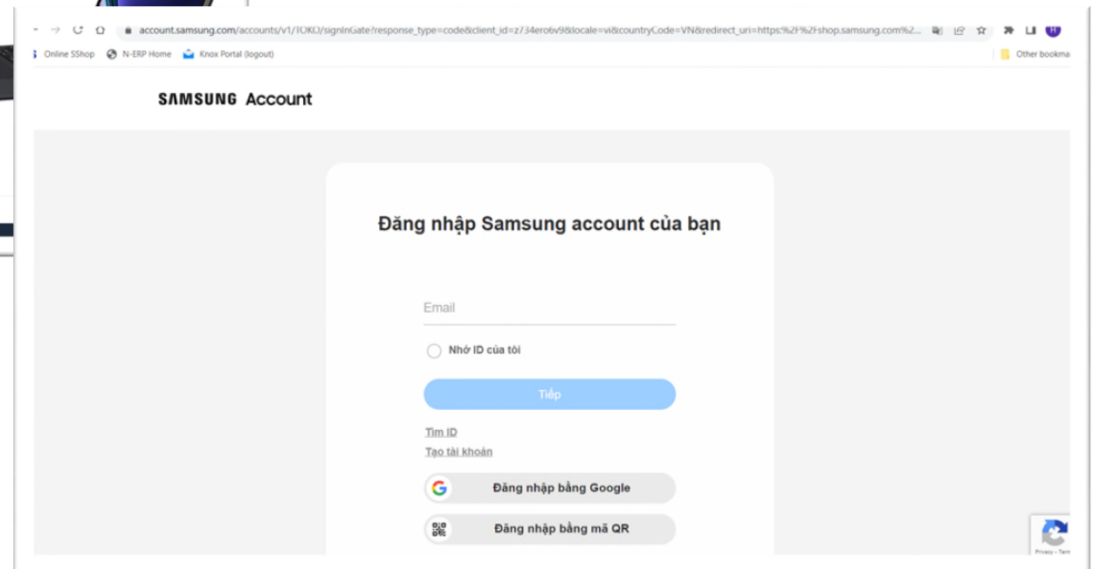 account.samsung.com/accounts/v1/TOKO/signInGate?response_type=code&client_id=z734ero6v9&locale=vi&countryCode=VN&redirect_uri=https:%2F%2Fshop.samsung.com%2...
Online SShop N-ERP Home Knox Portal (logout) Other bookma
SAMSUNG Account
Đăng nhập Samsung account của bạn
Email
Nhớ ID của tôi
Tiếp
Tìm ID
Tạo tài khoản
Đăng nhập bằng Google
Đăng nhập bằng mã QR
Privacy - Tern